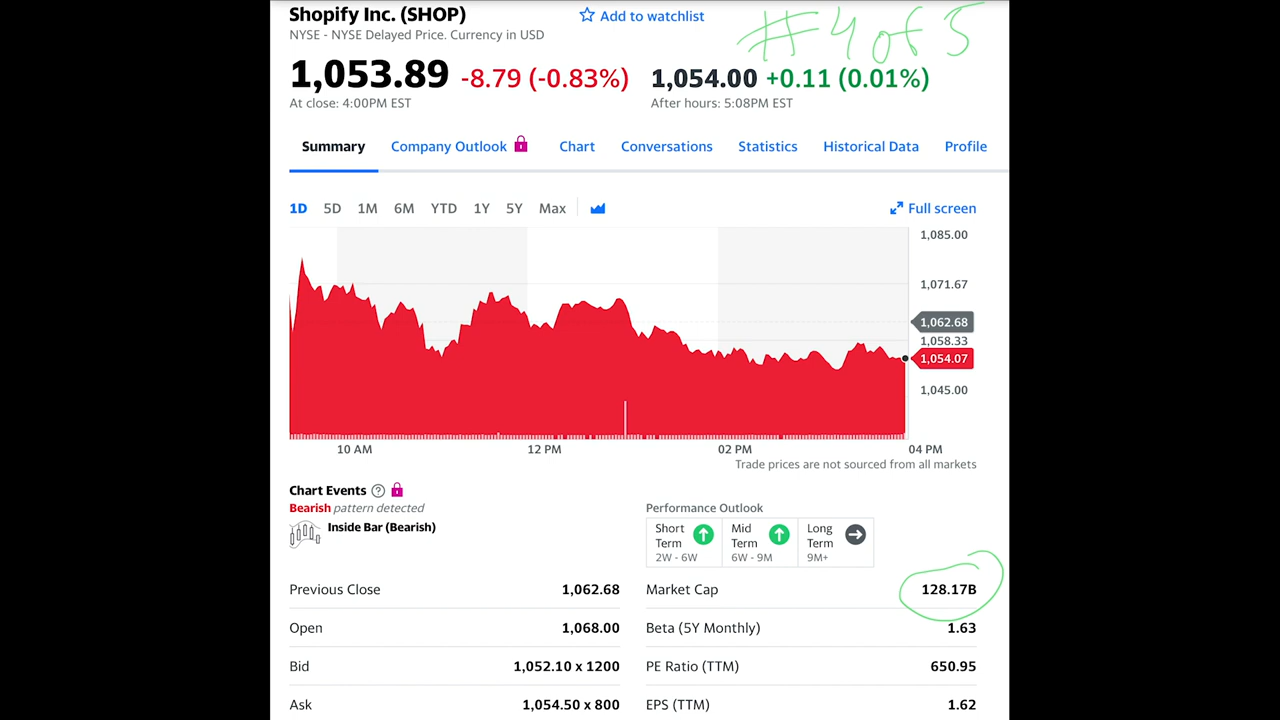 Shopify Inc. (SHOP)
Add to watchlist
#4 of 5
NYSE - NYSE Delayed Price. Currency in USD
1,053.89 -8.79 (-0.83%)
1,054.00 +0.11 (0.01%)
At close: 4:00PM EST
After hours: 5:08PM EST
Summary Company Outlook Chart Conversations Statistics Historical Data Profile
1D 5D 1M 6M YTD 1Y 5Y Max
Full screen
1,085.00
1,071.67
1,062.68
1,058.33
1,054.07
1,045.00
10 AM 12 PM 02 PM 04 PM
Trade prices are not sourced from all markets
Chart Events ?
Bearish pattern detected
Inside Bar (Bearish)
Performance Outlook
Short Term 2W - 6W
Mid Term 6W - 9M
Long Term 9M+
Previous Close 1,062.68
Market Cap 128.17B
Open 1,068.00
Beta (5Y Monthly) 1.63
Bid 1,052.10 x 1200
PE Ratio (TTM) 650.95
Ask 1,054.50 x 800
EPS (TTM) 1.62